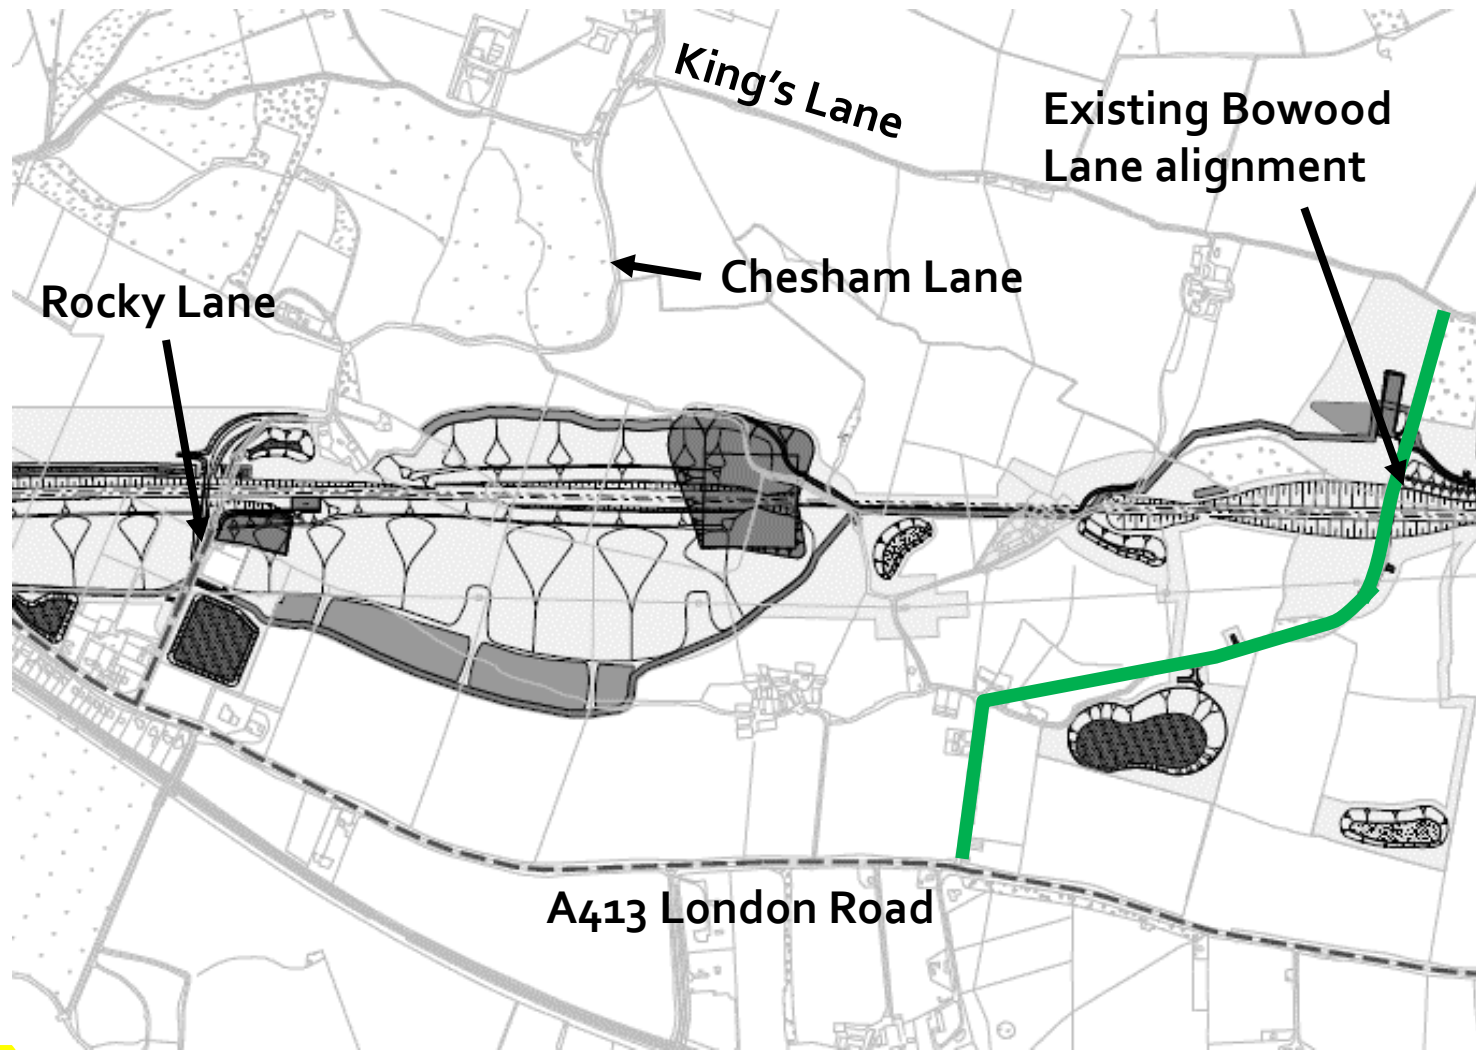 King's Lane
Existing Bowood
Lane alignment
Chesham Lane
Rocky Lane
A413 London Road